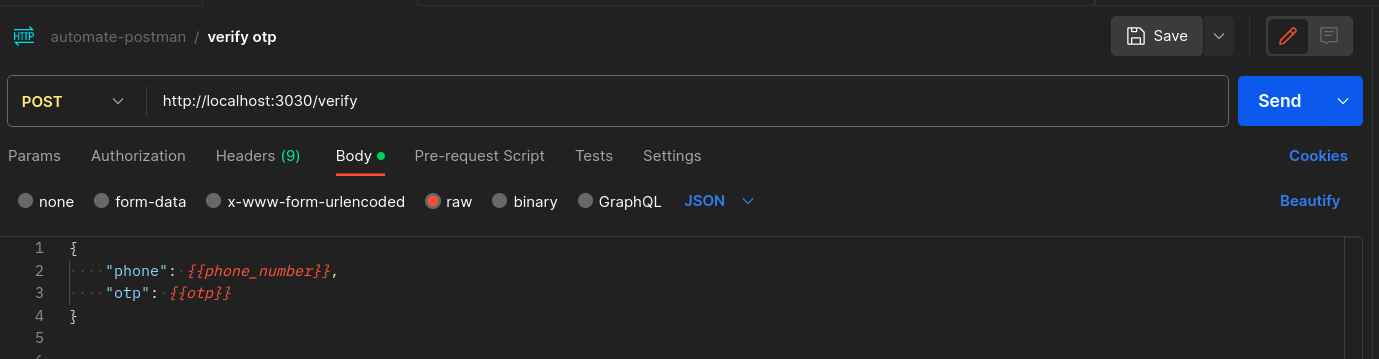 HTTP automate-postman / verify otp Save
POST http://localhost:3030/verify Send
Params Authorization Headers (9) Body Pre-request Script Tests Settings Cookies
none form-data x-www-form-urlencoded raw binary GraphQL JSON Beautify
1 {
2 "phone": {{phone_number}},
3 "otp": {{otp}}
4 }
5